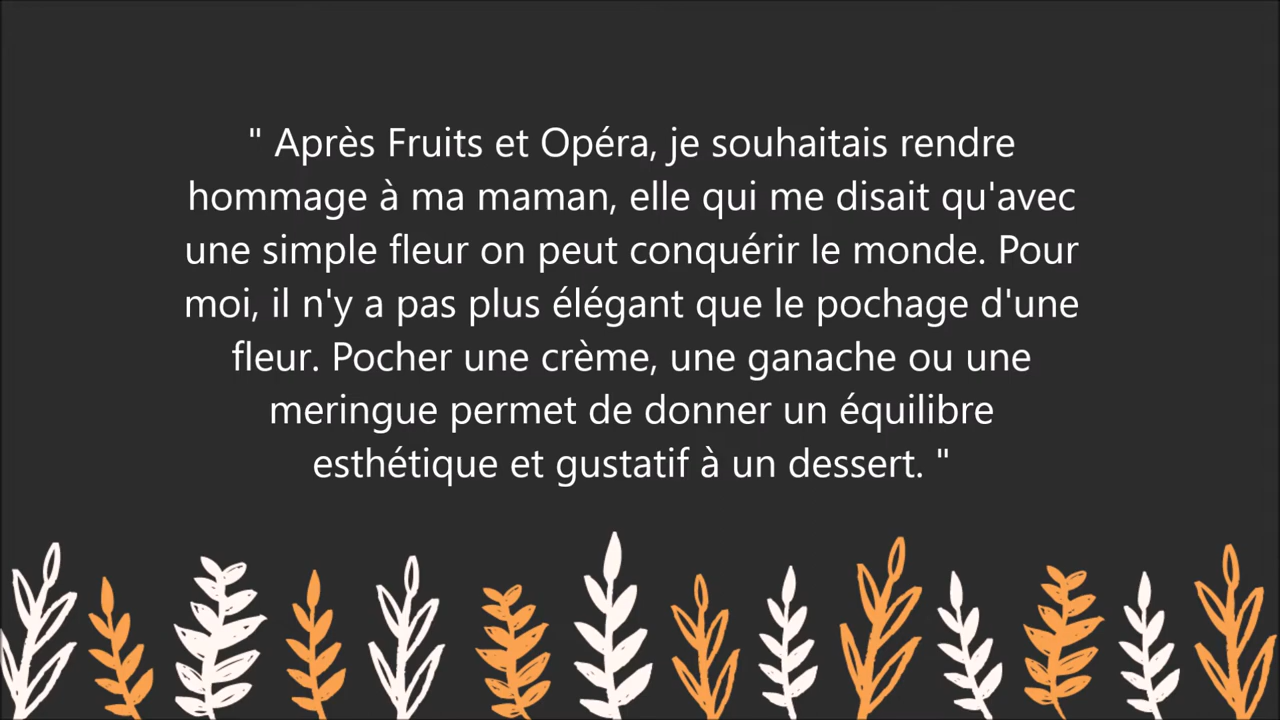 " Après Fruits et Opéra, je souhaitais rendre
hommage à ma maman, elle qui me disait qu'avec
une simple fleur on peut conquérir le monde. Pour
moi, il n'y a pas plus élégant que le pochage d'une
fleur. Pocher une crème, une ganache ou une
meringue permet de donner un équilibre
esthétique et gustatif à un dessert. "